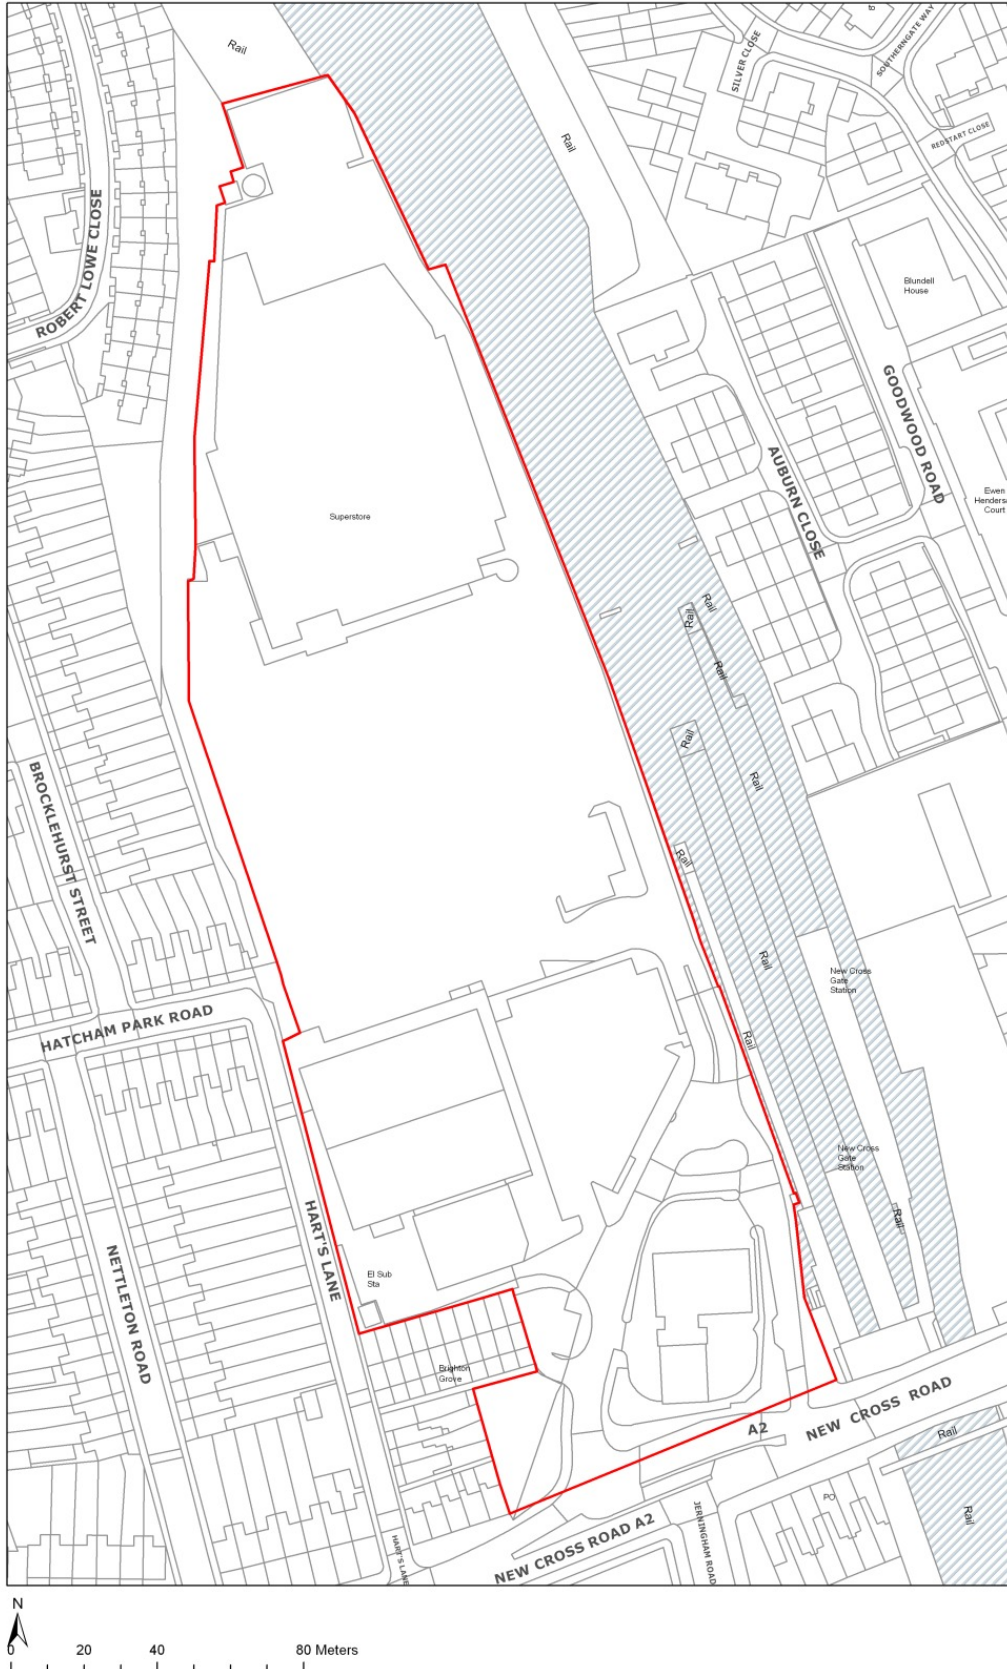 Rail
SILVER CLOSE
SOUTHERNGATE WAY
REDSTART CLOSE
Rail
ROBERT LOWE CLOSE
Blundell
House
GOODWOOD ROAD
AUBURN CLOSE
Ewen
Court
Superstore
Rail
Rail
Rail
Rail
Rail
BROCKLEHURST STREET
Rail
Rail
New Cross
Gate
Station
HATCHAM PARK ROAD
Rail
New Cross
Gate
Station
Rail
HART'S LANE
NETTLETON ROAD
El Sub
Sta
Brighton
Grove
NEW CROSS ROAD
A2
Rail
PO
Rail
JERNINGHAM ROAD
NEW CROSS ROAD A2
HART'S LANE
N
0 20 40 80 Meters